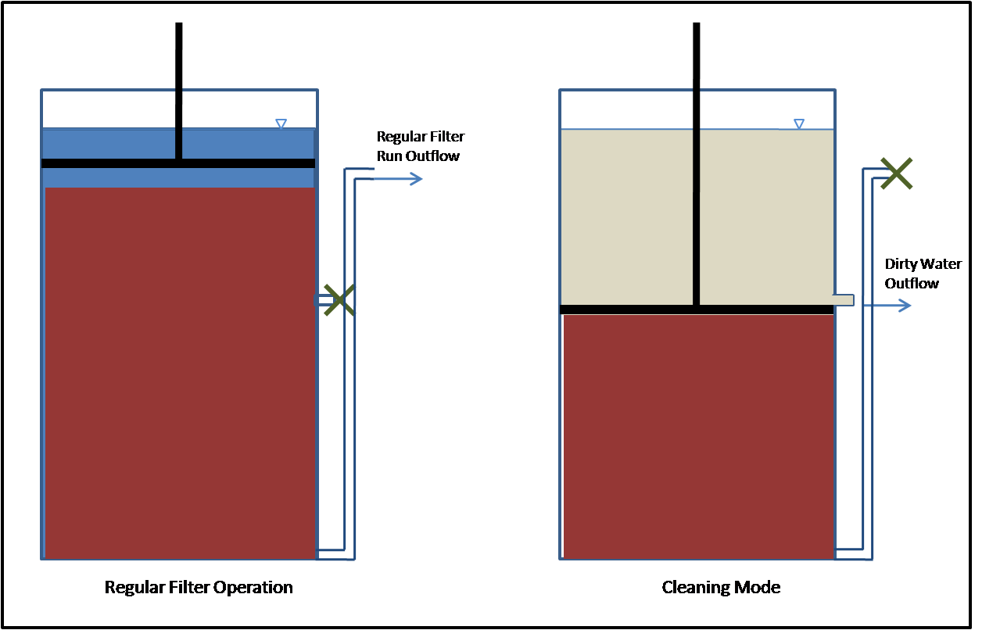 Regular Filter
Run Outflow
Dirty Water
Outflow
Regular Filter Operation
Cleaning Mode